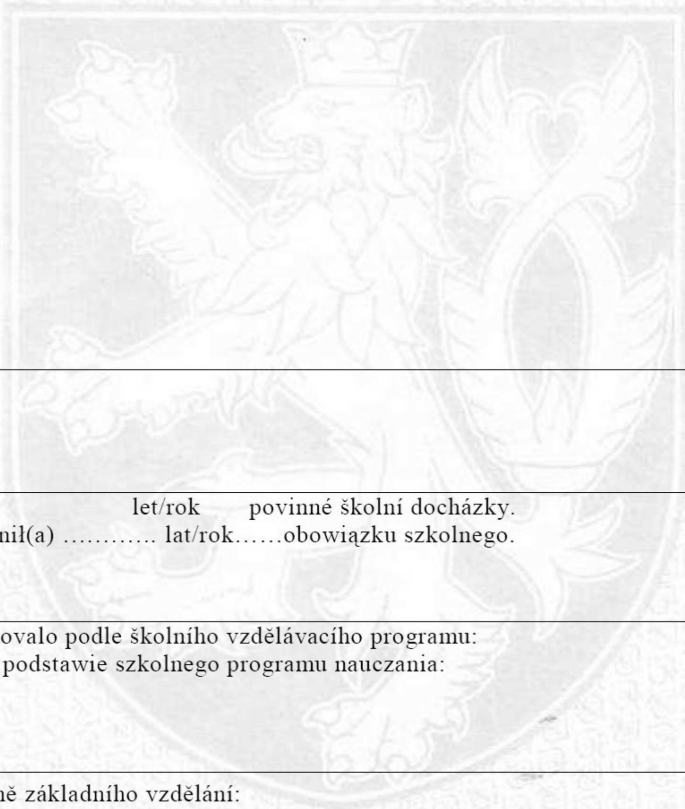 let/rok povinné školní docházky.
nił(a) ………… lat/rok……obowiązku szkolnego.
ovalo podle školního vzdělávacího programu:
podstawie szkolnego programu nauczania:
ně základního vzdělání: